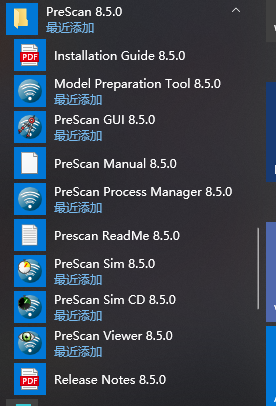 PreScan 8.5.0
最近添加
PDF
Installation Guide 8.5.0
Model Preparation Tool 8.5.0
最近添加
PreScan GUI 8.5.0
最近添加
PreScan Manual 8.5.0
PreScan Process Manager 8.5.0
最近添加
Prescan ReadMe 8.5.0
PreScan Sim 8.5.0
最近添加
PreScan Sim CD 8.5.0
最近添加
PreScan Viewer 8.5.0
最近添加
PDF
Release Notes 8.5.0